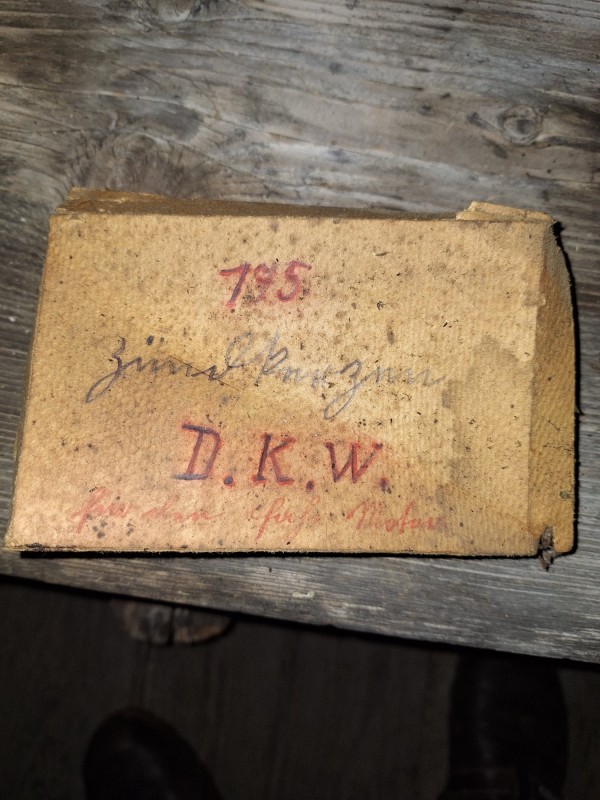 195
Zündkerzen
D.K.W.
für den Motor